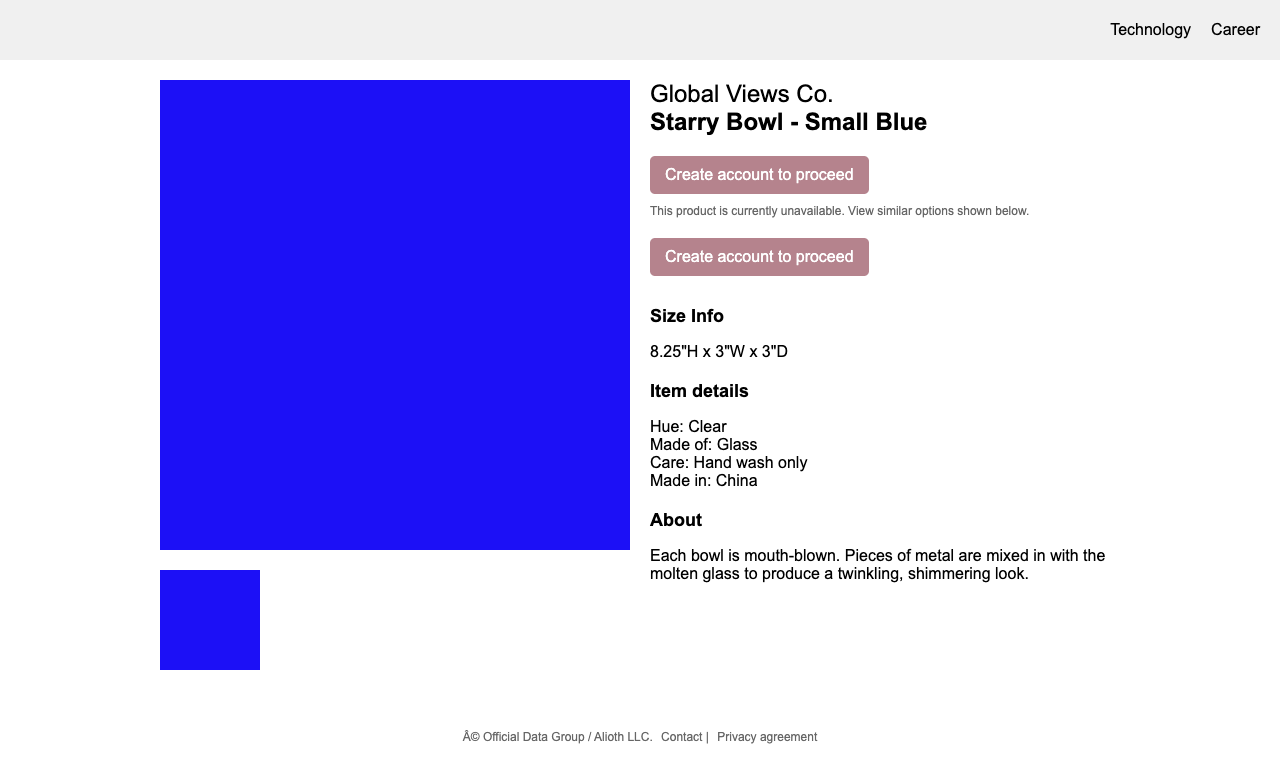 Technology Career
Global Views Co.
Starry Bowl - Small Blue
Create account to proceed
This product is currently unavailable. View similar options shown below.
Create account to proceed
Size Info
8.25"H x 3"W x 3"D
Item details
Hue: Clear
Made of: Glass
Care: Hand wash only
Made in: China
About
Each bowl is mouth-blown. Pieces of metal are mixed in with the
molten glass to produce a twinkling, shimmering look.
Â© Official Data Group / Alioth LLC. Contact | Privacy agreement